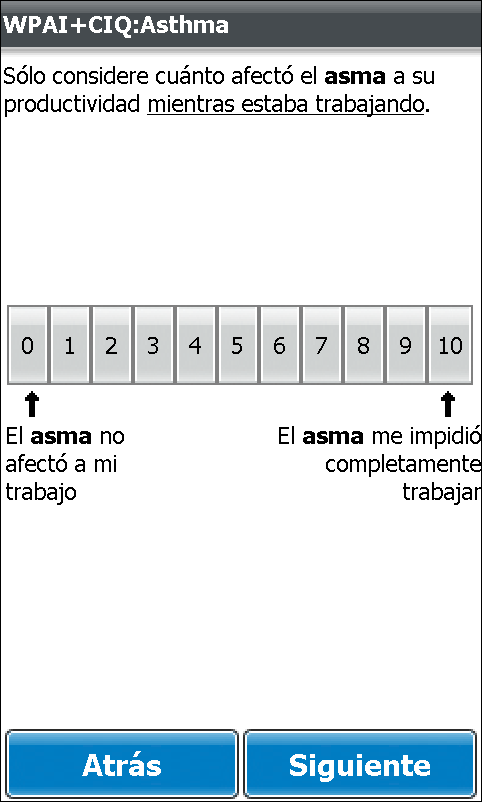 WPAI+CIQ:Asthma
Sólo considere cuánto afectó el asma a su
productividad mientras estaba trabajando.
0 1 2 3 4 5 6 7 8 9 10
El asma no
afectó a mi
trabajo
El asma me impidió
completamente
trabajar
Atrás
Siguiente